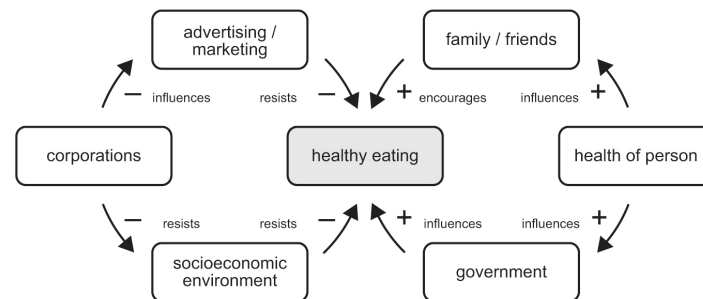 advertising /
marketing
family / friends
− influences
resists −
+ encourages
influences +
corporations
healthy eating
health of person
− resists
resists −
+ influences
influences +
socioeconomic
environment
government